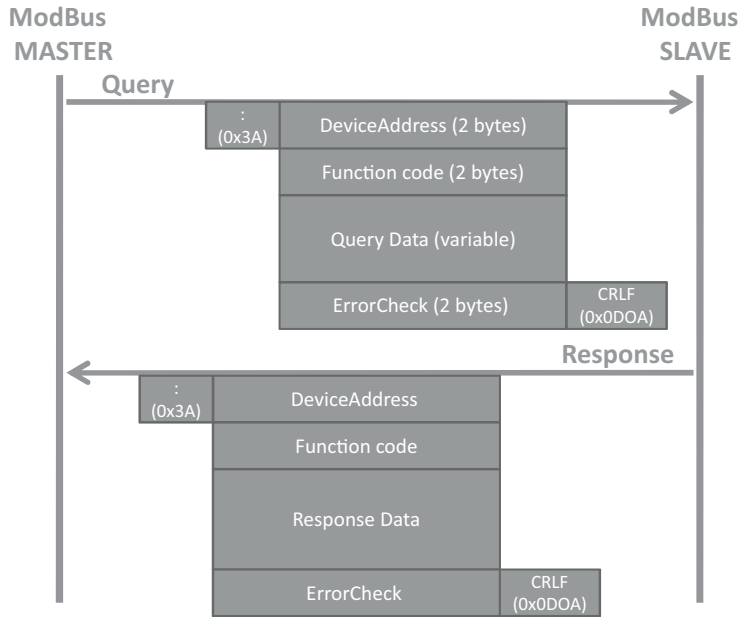 ModBus
MASTER
ModBus
SLAVE
Query
:
(0x3A)
DeviceAddress (2 bytes)
Function code (2 bytes)
Query Data (variable)
ErrorCheck (2 bytes)
CRLF
(0x0DOA)
Response
:
(0x3A)
DeviceAddress
Function code
Response Data
ErrorCheck
CRLF
(0x0DOA)